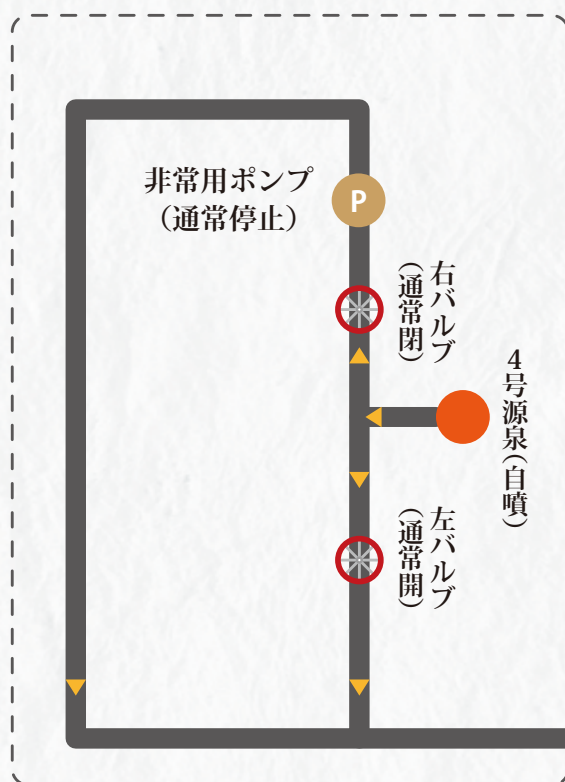 非常用ポンプ
（通常停止）
P
右バルブ
（通常閉）
4号源泉（自噴）
左バルブ
（通常開）